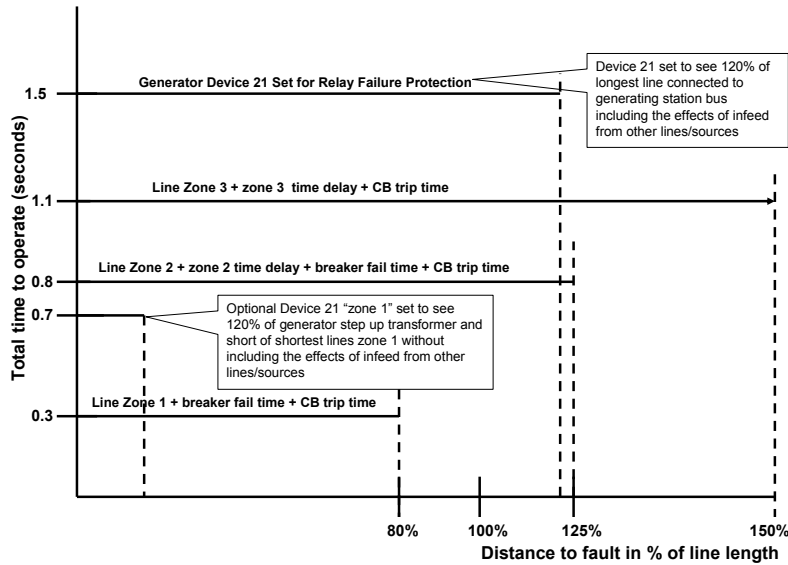 Generator Device 21 Set for Relay Failure Protection
Device 21 set to see 120% of
longest line connected to
generating station bus
including the effects of infeed
from other lines/sources
1.5
Line Zone 3 + zone 3 time delay + CB trip time
1.1
Line Zone 2 + zone 2 time delay + breaker fail time + CB trip time
0.8
0.7
Optional Device 21 “zone 1” set to see
120% of generator step up transformer and
short of shortest lines zone 1 without
including the effects of infeed from other
lines/sources
Line Zone 1 + breaker fail time + CB trip time
0.3
Total time to operate (seconds)
80%
100%
125%
150%
Distance to fault in % of line length